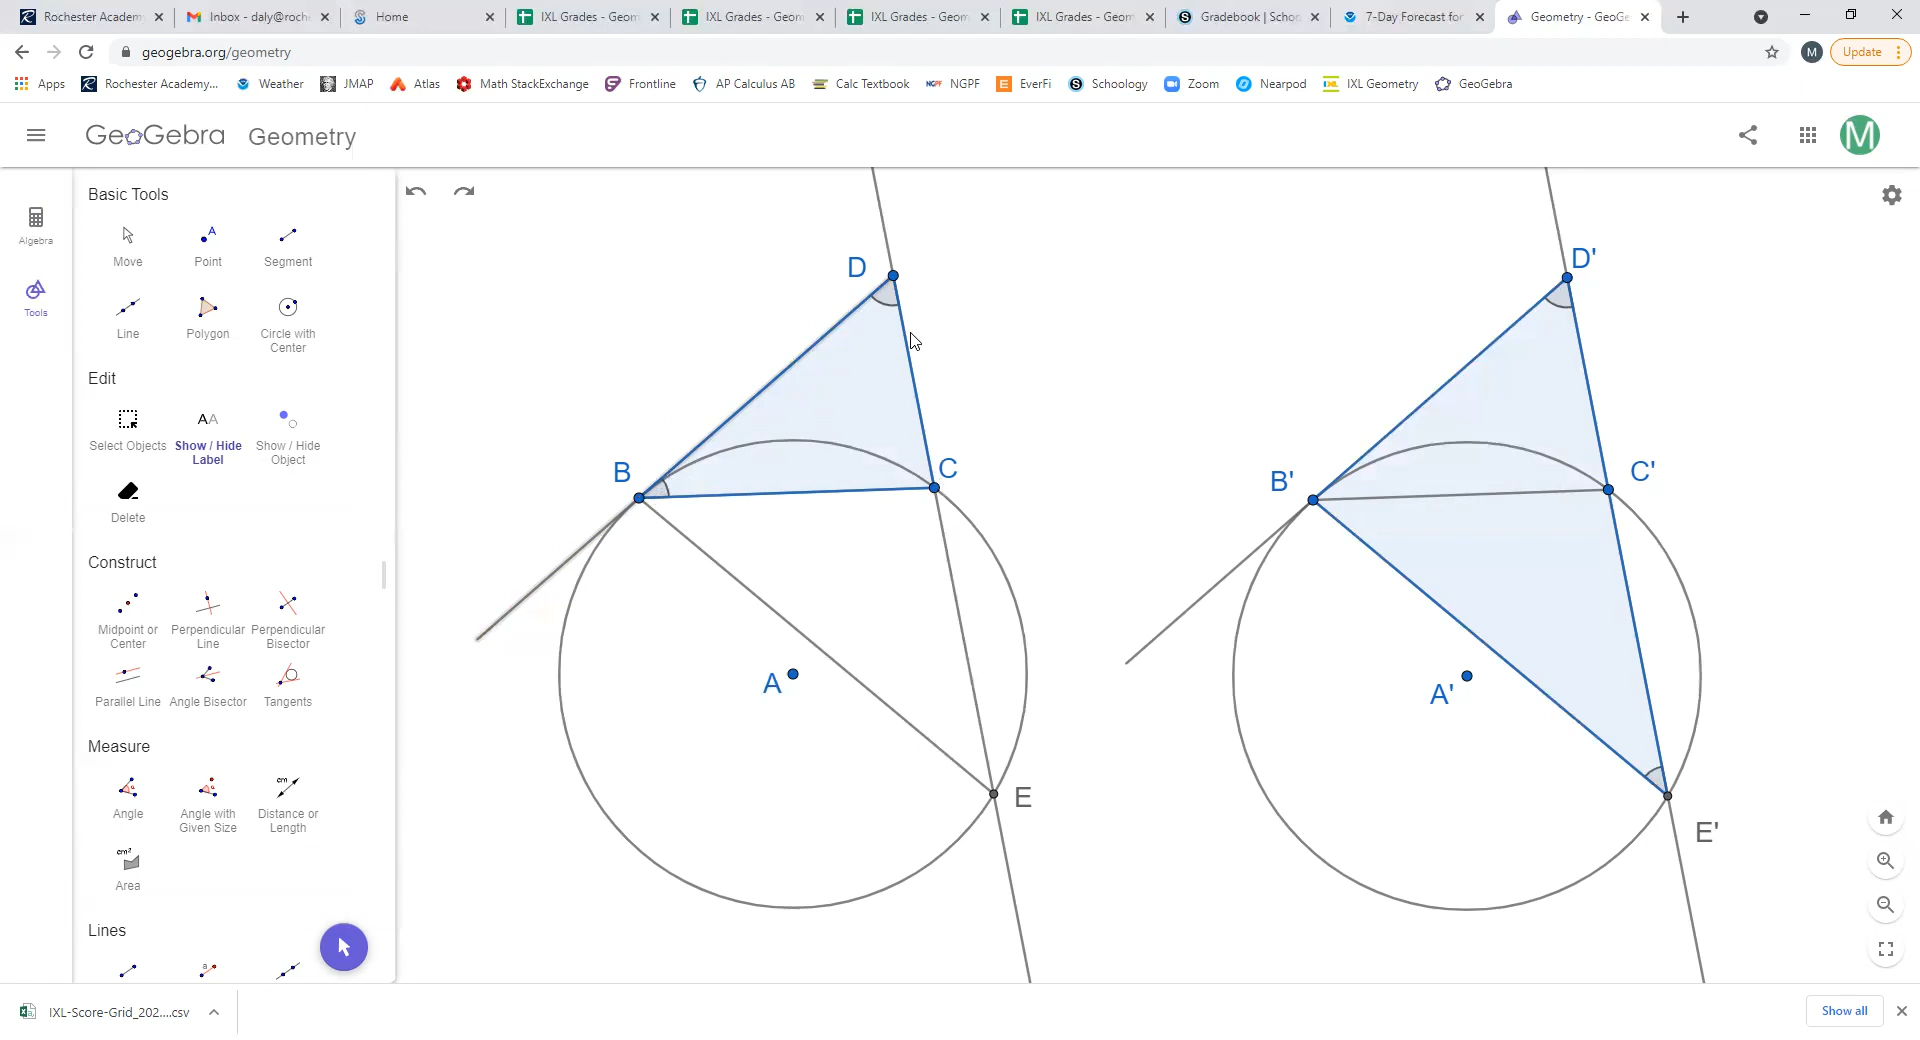 Rochester Academ
Inbox - daly@roche
Home
IXL Grades - Geom
IXL Grades - Geom
IXL Grades - Geom
IXL Grades - Geom
Gradebook | Schoo
7-Day Forecast for
Geometry - GeoGe
geogebra.org/geometry
M
Update
Apps
Rochester Academy...
Weather
JMAP
Atlas
Math StackExchange
Frontline
AP Calculus AB
Calc Textbook
NGPF
EverFi
Schoology
Zoom
Nearpod
IXL Geometry
GeoGebra
GeoGebra Geometry
M
Algebra
Tools
Basic Tools
Move
Point
Segment
Line
Polygon
Circle with
Center
Edit
Select Objects
Show / Hide
Label
Show / Hide
Object
Delete
Construct
Midpoint or
Center
Perpendicular
Line
Perpendicular
Bisector
Parallel Line
Angle Bisector
Tangents
Measure
Angle
Angle with
Given Size
Distance or
Length
Area
Lines
D
B
C
A
E
D'
B'
C'
A'
E'
IXL-Score-Grid_202....csv
Show all